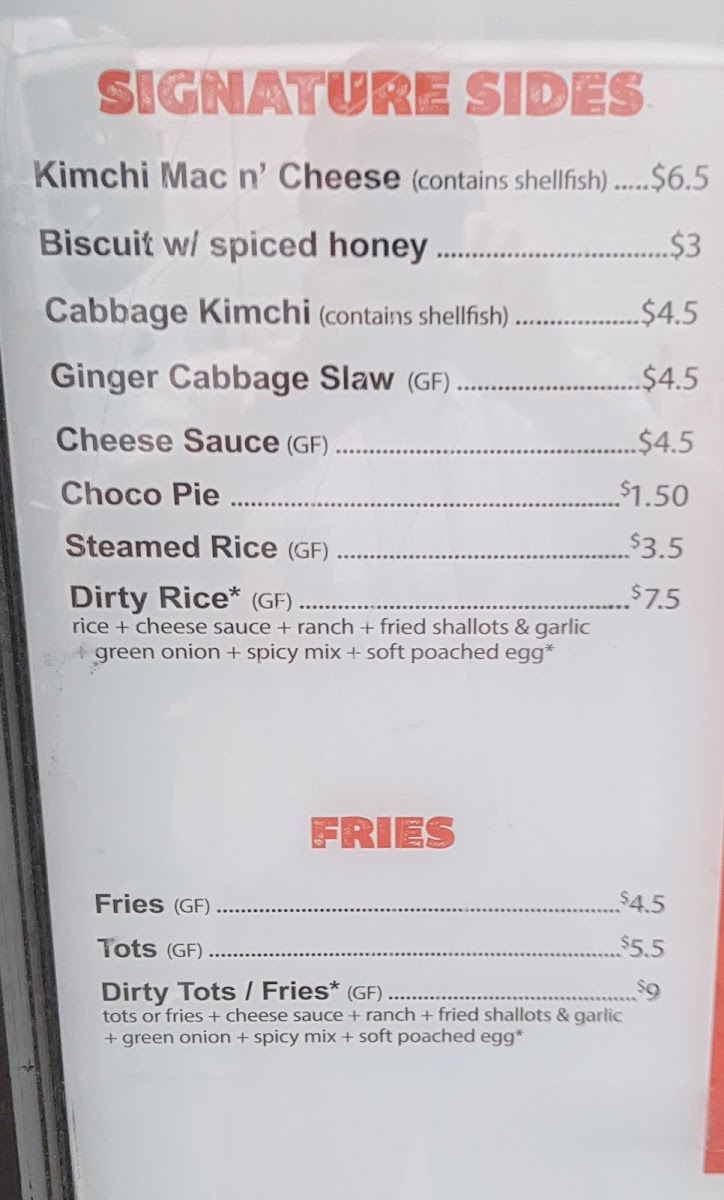 SIGNATURE SIDES
Kimchi Mac n' Cheese (contains shellfish) .....$6.5
Biscuit w/ spiced honey ................................$3
Cabbage Kimchi (contains shellfish) ...................$4.5
Ginger Cabbage Slaw (GF) ............................$4.5
Cheese Sauce (GF) ..............................................$4.5
Choco Pie ............................................................$1.50
Steamed Rice (GF) .............................................$3.5
Dirty Rice* (GF) ...................................................$7.5
rice + cheese sauce + ranch + fried shallots & garlic
+ green onion + spicy mix + soft poached egg*
FRIES
Fries (GF) ................................................................$4.5
Tots (GF) .................................................................$5.5
Dirty Tots / Fries* (GF) .......................................$9
tots or fries + cheese sauce + ranch + fried shallots & garlic
+ green onion + spicy mix + soft poached egg*